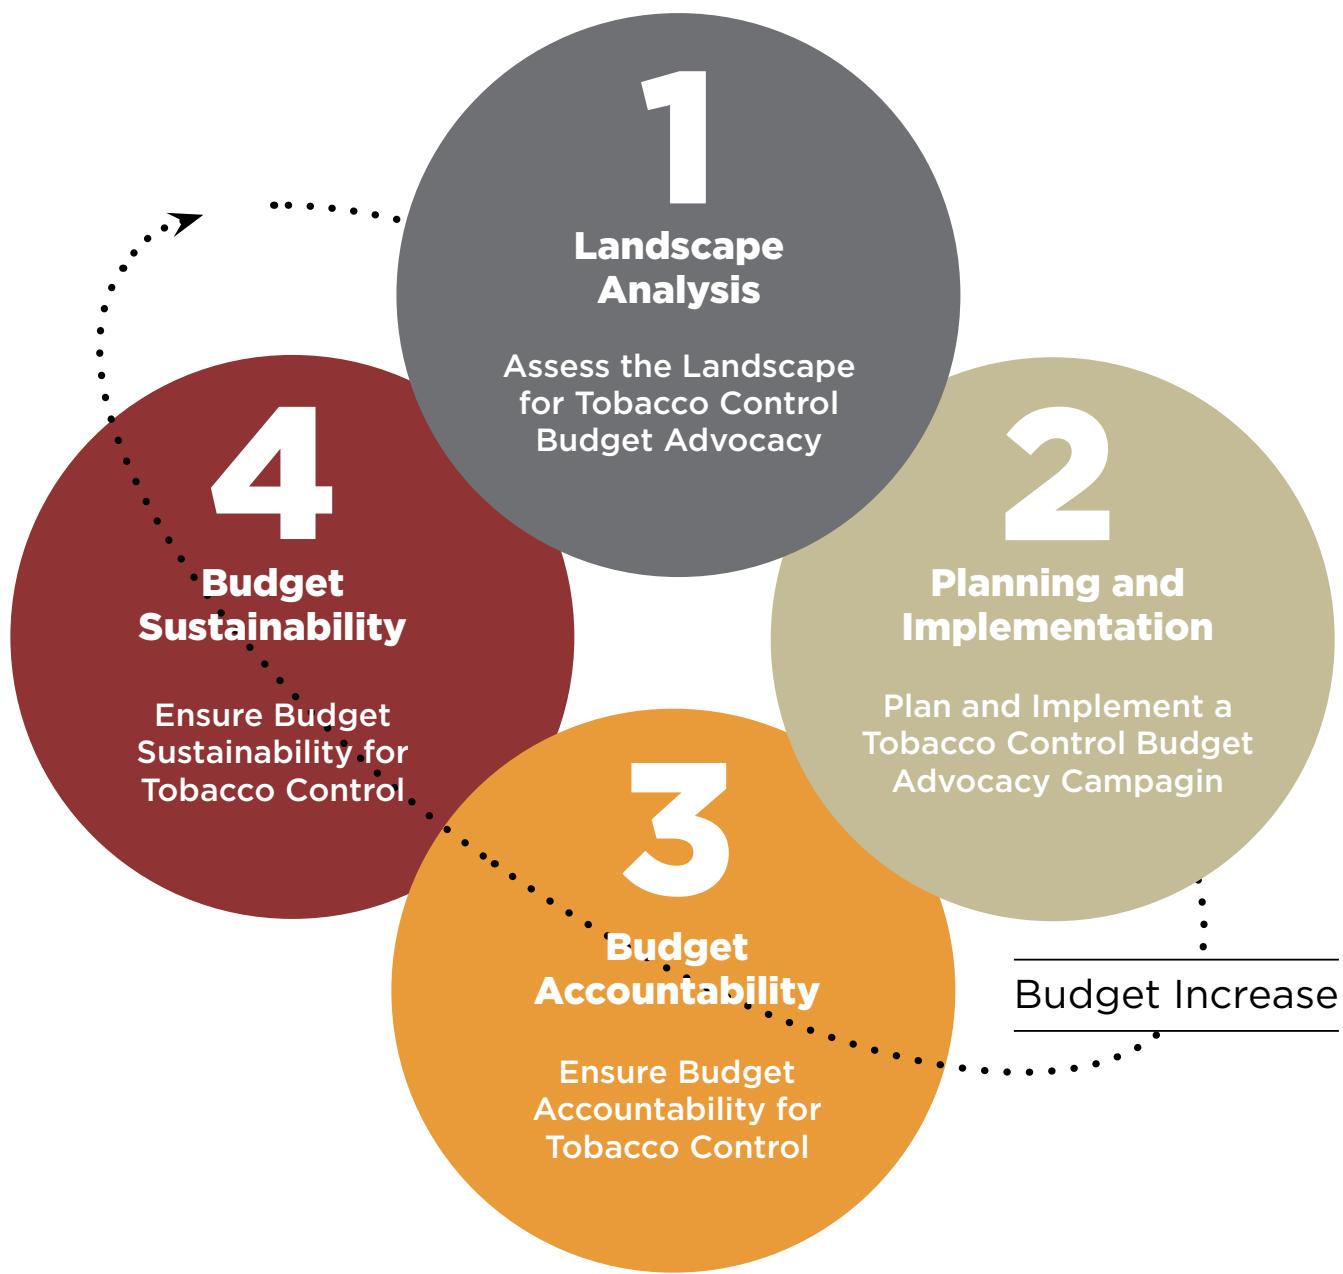 1
Landscape
Analysis
Assess the Landscape
for Tobacco Control
Budget Advocacy
2
Planning and
Implementation
Plan and Implement a
Tobacco Control Budget
Advocacy Campagin
Budget Increase
3
Budget
Accountability
Ensure Budget
Accountability for
Tobacco Control
4
Budget
Sustainability
Ensure Budget
Sustainability for
Tobacco Control